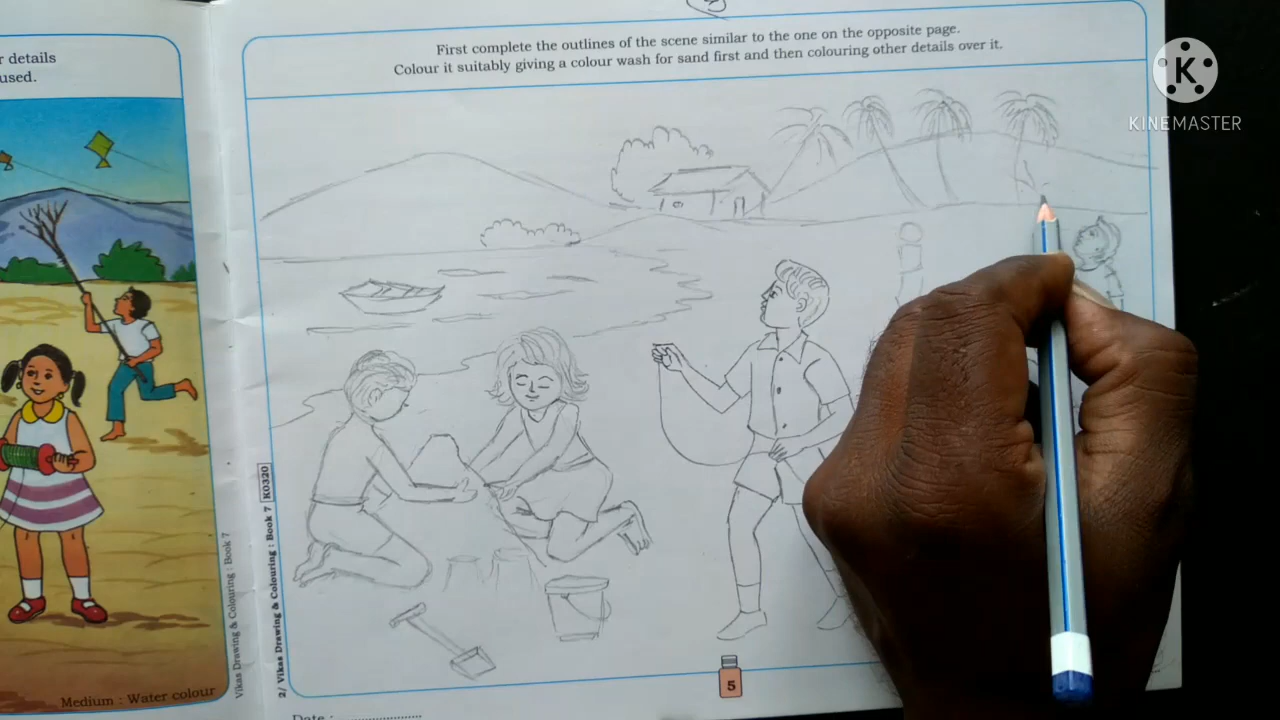 r details
used.
First complete the outlines of the scene similar to the one on the opposite page.
Colour it suitably giving a colour wash for sand first and then colouring other details over it.
K
KINEMASTER
Medium : Water colour
Vikas Drawing & Colouring : Book 7
2/ Vikas Drawing & Colouring : Book 7 K0320
5
Date :